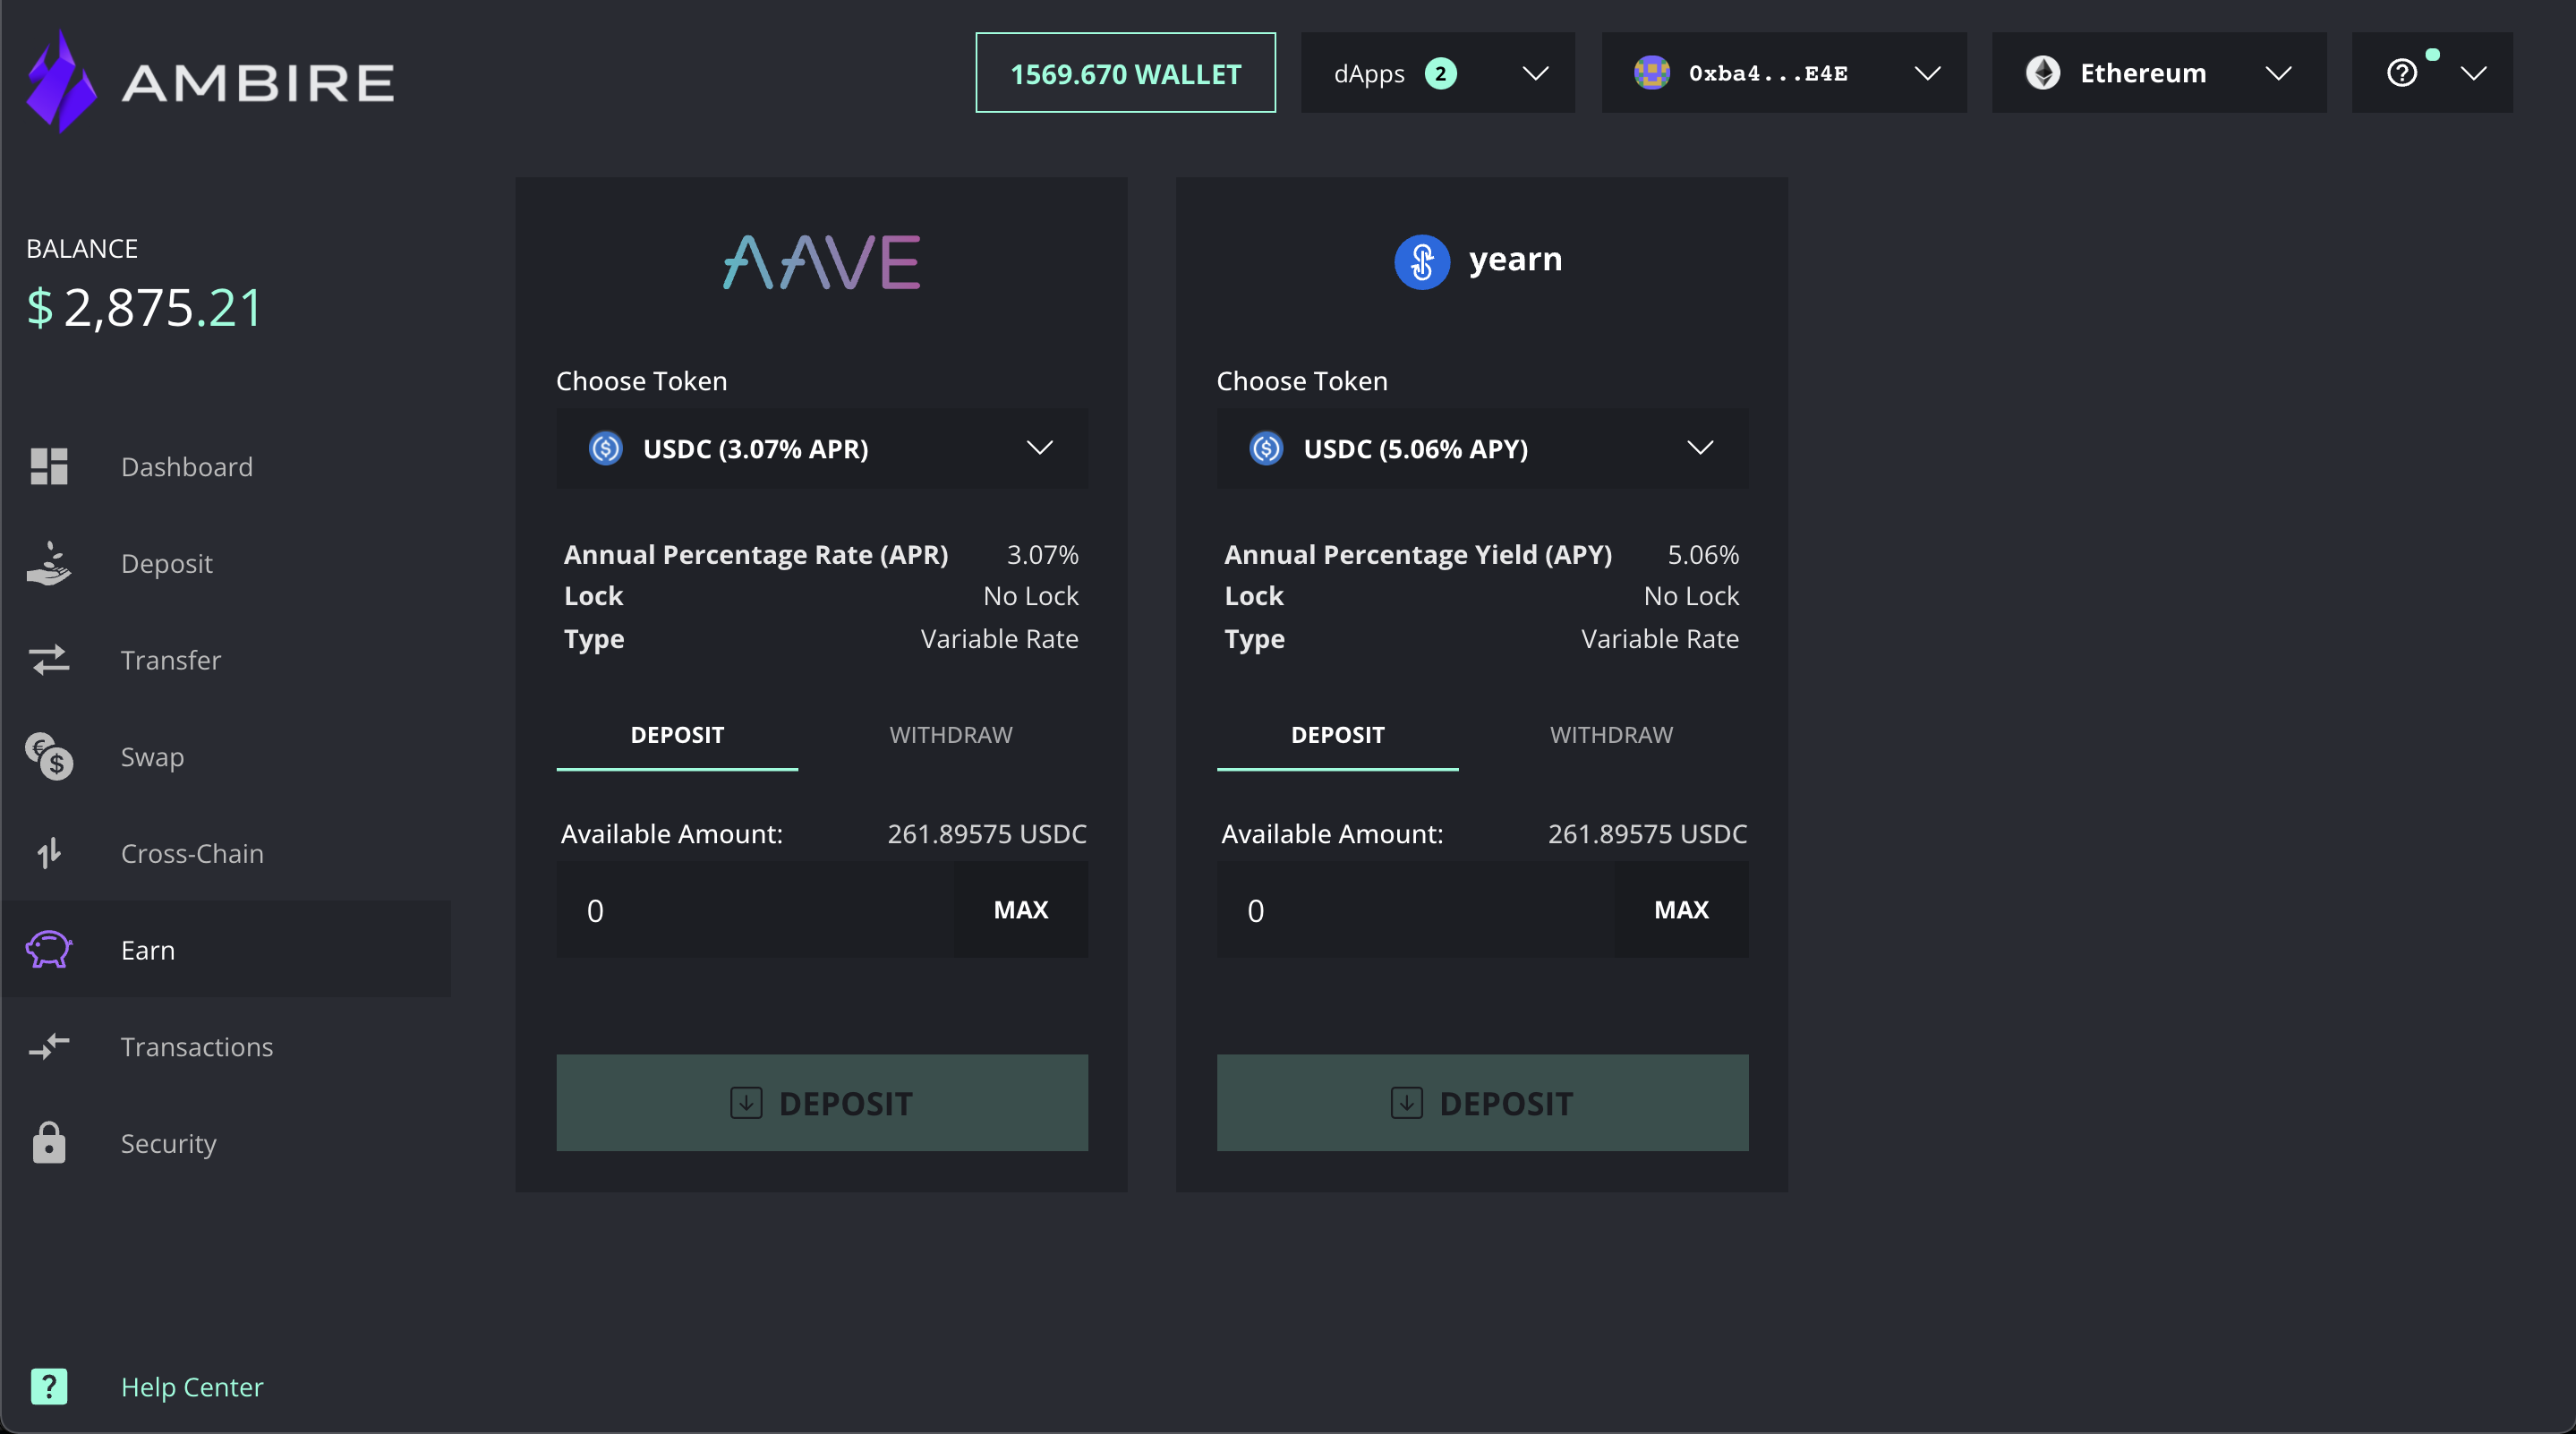 AMBIRE
1569.670 WALLET
dApps 2
0xba4...E4E
Ethereum
BALANCE
$ 2,875.21
Dashboard
Deposit
Transfer
Swap
Cross-Chain
Earn
Transactions
Security
Help Center
AAVE
Choose Token
USDC (3.07% APR)
Annual Percentage Rate (APR) 3.07%
Lock No Lock
Type Variable Rate
DEPOSIT WITHDRAW
Available Amount: 261.89575 USDC
0 MAX
DEPOSIT
yearn
Choose Token
USDC (5.06% APY)
Annual Percentage Yield (APY) 5.06%
Lock No Lock
Type Variable Rate
DEPOSIT WITHDRAW
Available Amount: 261.89575 USDC
0 MAX
DEPOSIT